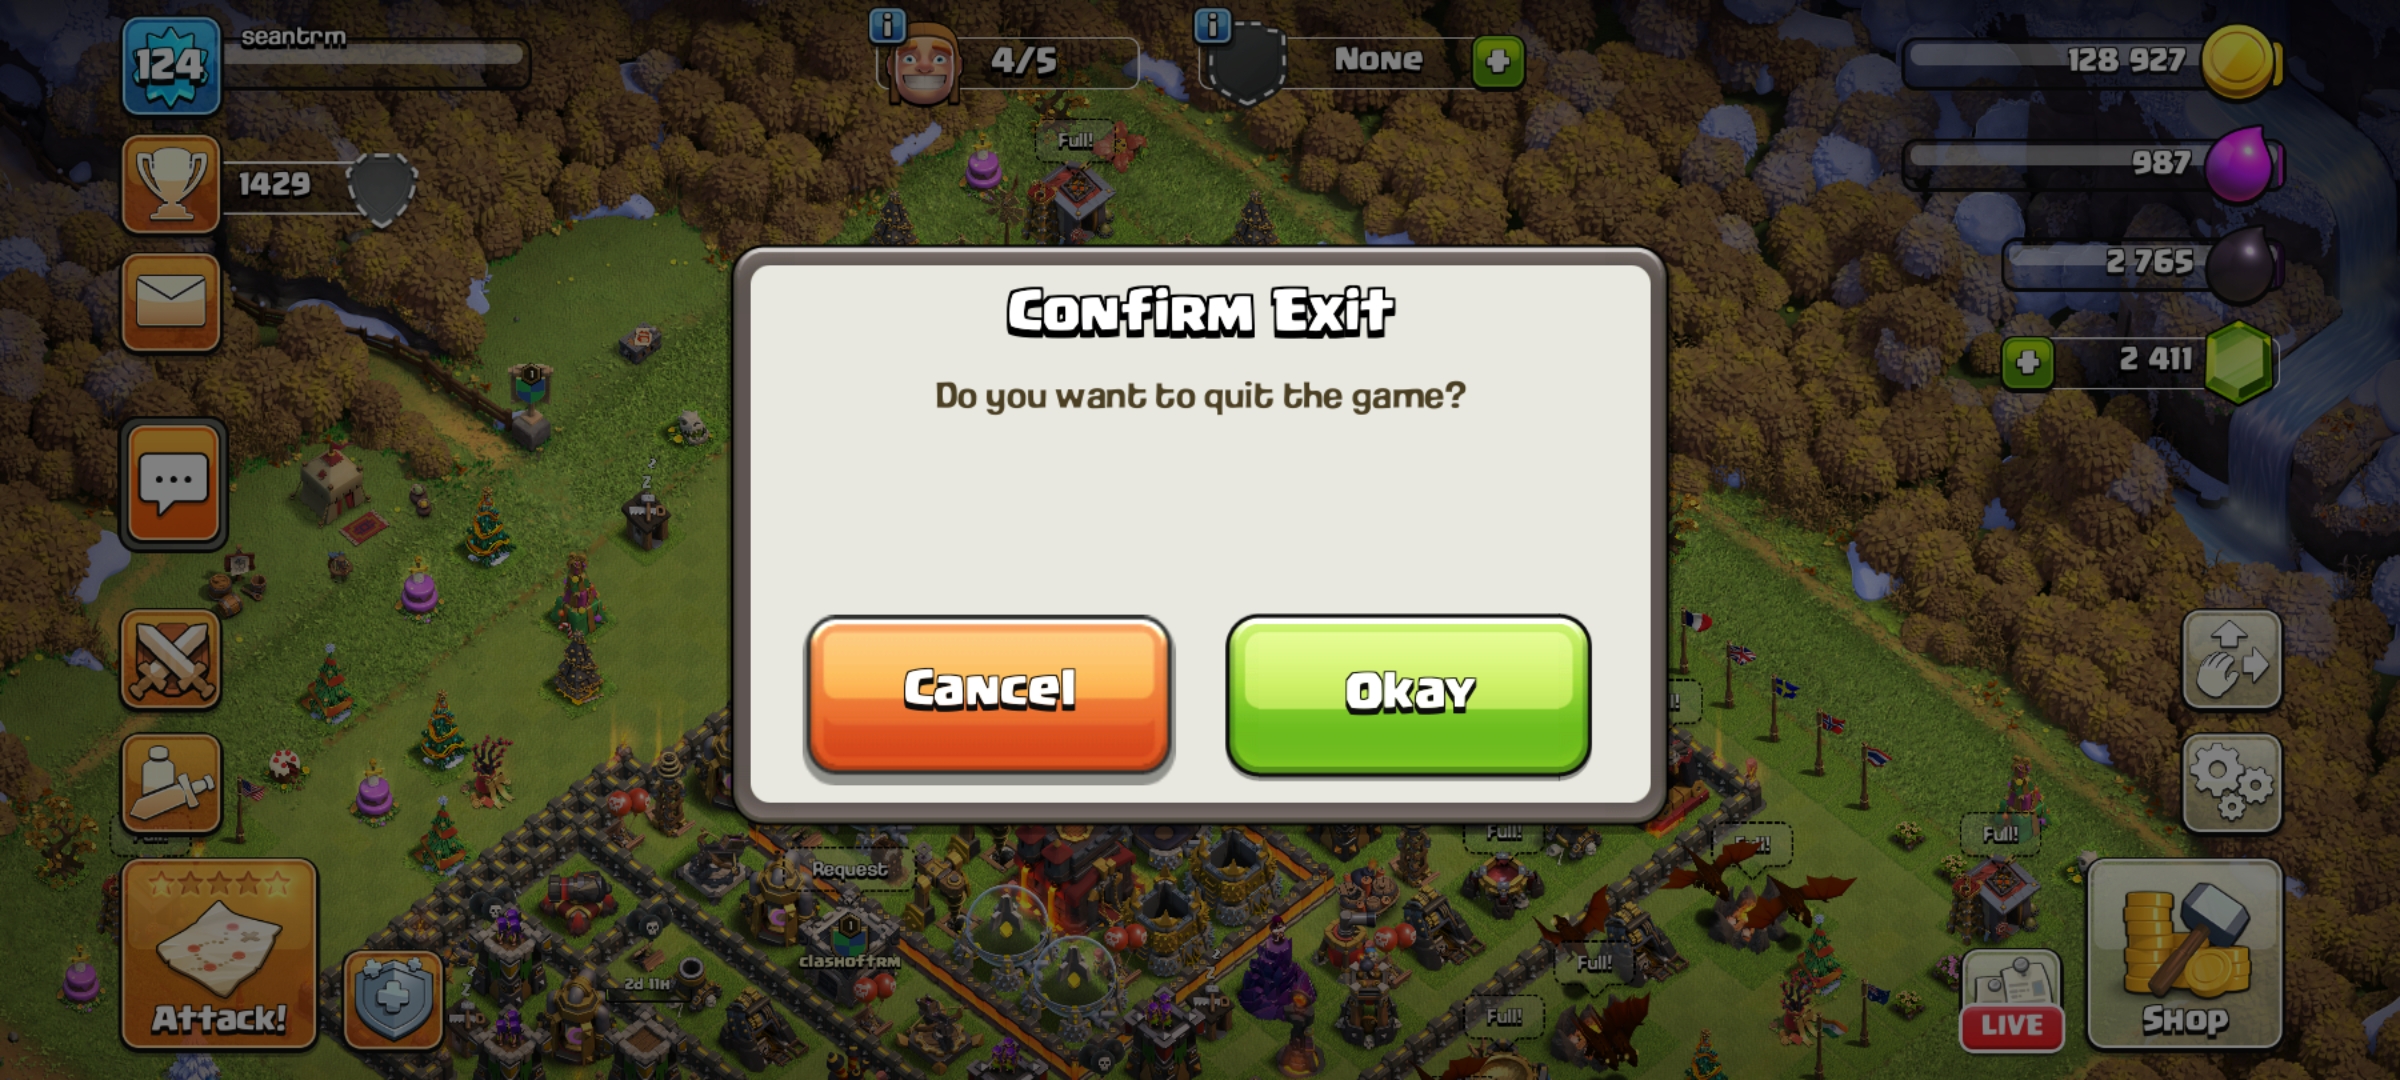 124
seantrm
4/5
None
128 927
1429
987
2 765
2 411
Full!
Confirm Exit
Do you want to quit the game?
Cancel
Okay
Full!
Full!
Request
clashoftrm
Full!
Full!
2d 11H
Attack!
LIVE
Shop